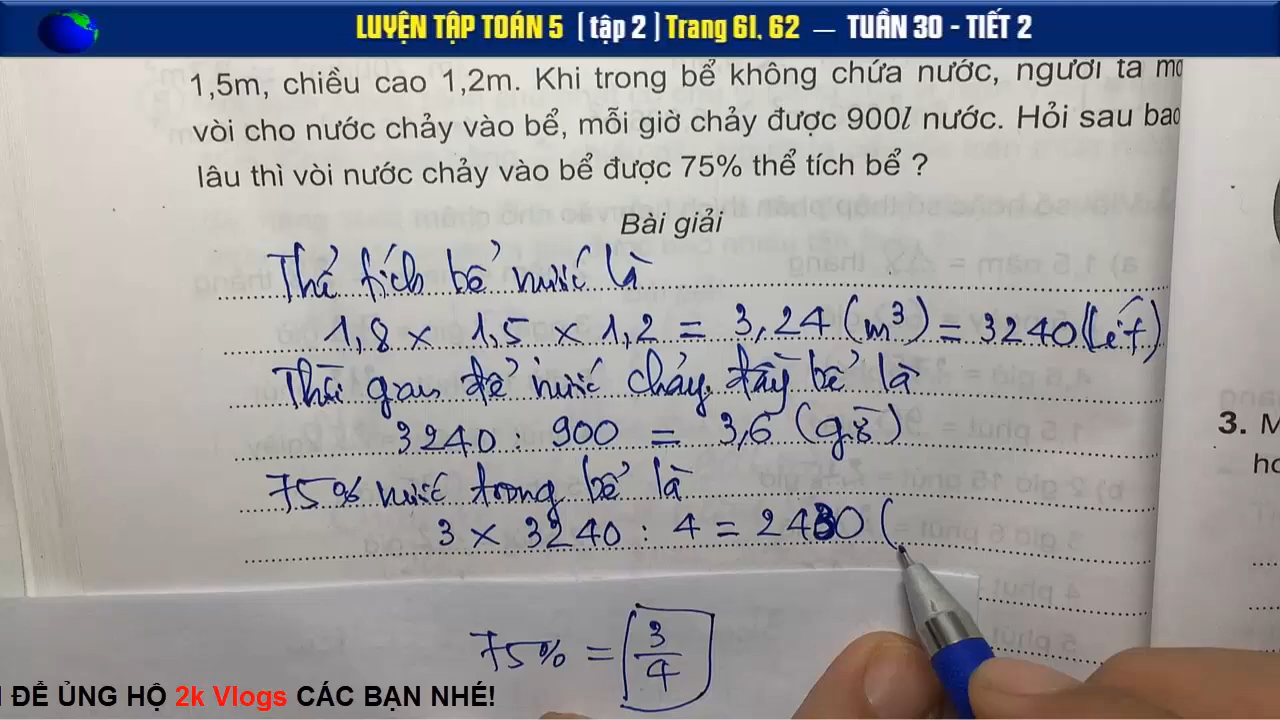 LUYỆN TẬP TOÁN 5 ( tập 2 ) Trang 61, 62 — TUẦN 30 - TIẾT 2
1,5m, chiều cao 1,2m. Khi trong bể không chứa nước, người ta mơ
vòi cho nước chảy vào bể, mỗi giờ chảy được 900l nước. Hỏi sau bao
lâu thì vòi nước chảy vào bể được 75% thể tích bể ?
Bài giải
Thể tích bể nước là
1,8 x 1,5 x 1,2 = 3,24 (m³) = 3240 (lít)
Thời gian để nước chảy đầy bể là
3240 : 900 = 3,6 (giờ)
75% nước trong bể là
3 x 3240 : 4 = 2430 (
3. M
75% = 3/4
ĐỂ ỦNG HỘ 2k Vlogs CÁC BẠN NHÉ!